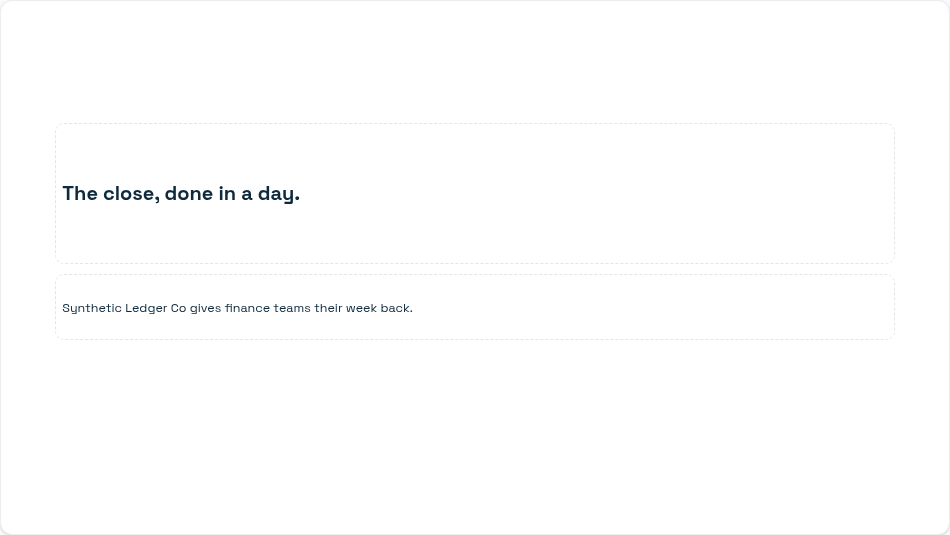 The close, done in a day.
Synthetic Ledger Co gives finance teams their week back.